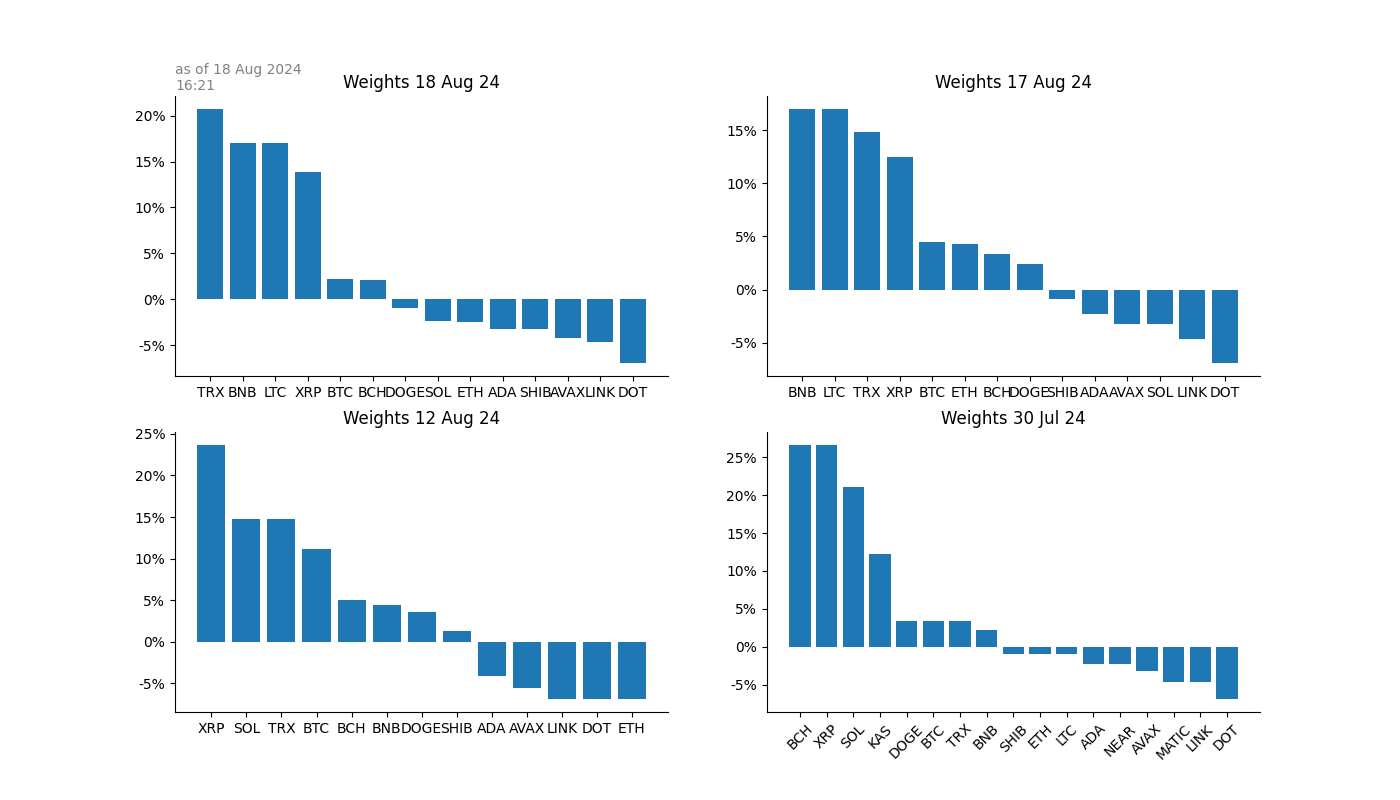 as of 18 Aug 2024
16:21
Weights 18 Aug 24
20%
15%
10%
5%
0%
-5%
TRX BNB LTC XRP BTC BCH DOGE SOL ETH ADA SHIB AVAX LINK DOT
Weights 17 Aug 24
15%
10%
5%
0%
-5%
BNB LTC TRX XRP BTC ETH BCH DOGE SHIB ADA AVAX SOL LINK DOT
Weights 12 Aug 24
25%
20%
15%
10%
5%
0%
-5%
XRP SOL TRX BTC BCH BNB DOGE SHIB ADA AVAX LINK DOT ETH
Weights 30 Jul 24
25%
20%
15%
10%
5%
0%
-5%
BCH XRP SOL KAS DOGE BTC TRX BNB SHIB ETH LTC ADA NEAR AVAX MATIC LINK DOT